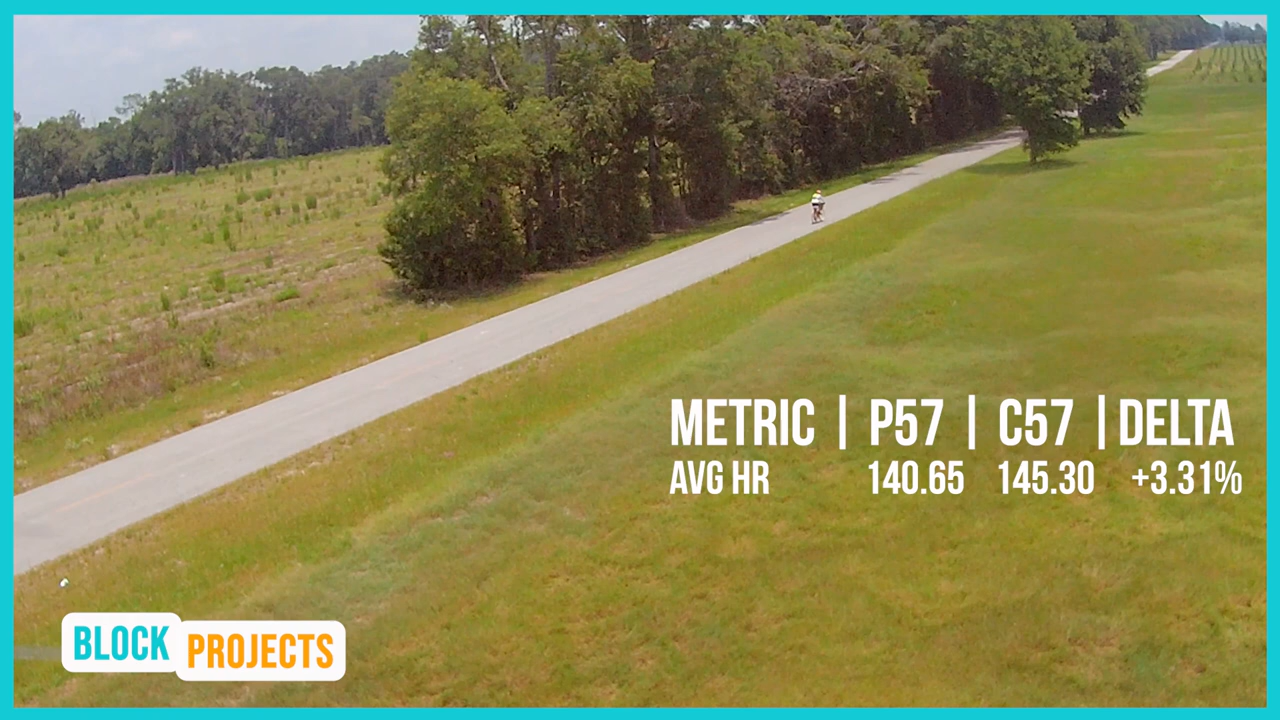 METRIC | P57 | C57 | DELTA
AVG HR 140.65 145.30 +3.31%
BLOCK PROJECTS